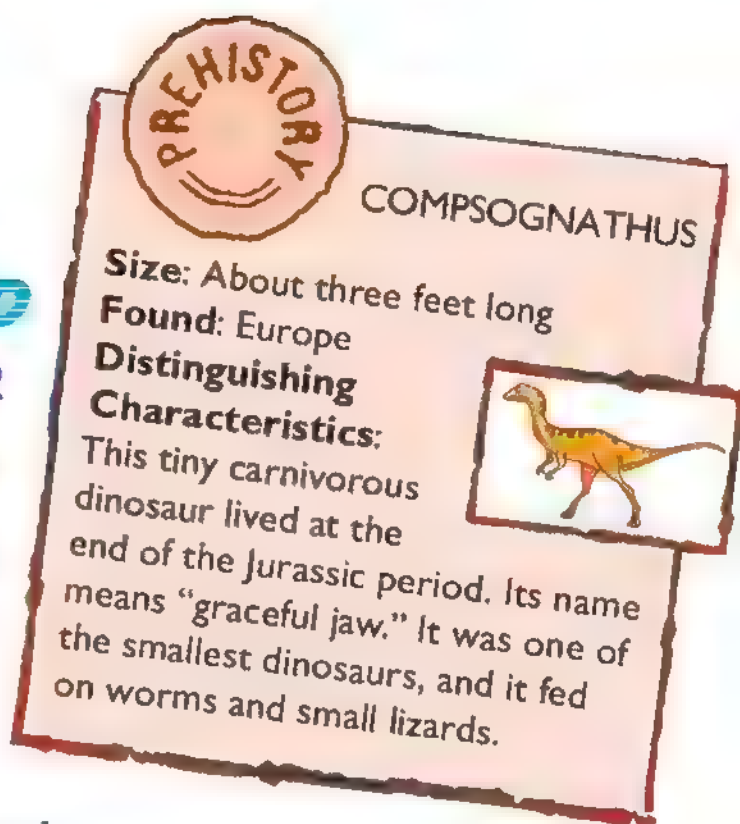 PREHISTORY
COMPSOGNATHUS
Size: About three feet long
Found: Europe
Distinguishing
Characteristics:
This tiny carnivorous
dinosaur lived at the
end of the Jurassic period. Its name
means “graceful jaw.” It was one of
the smallest dinosaurs, and it fed
on worms and small lizards.